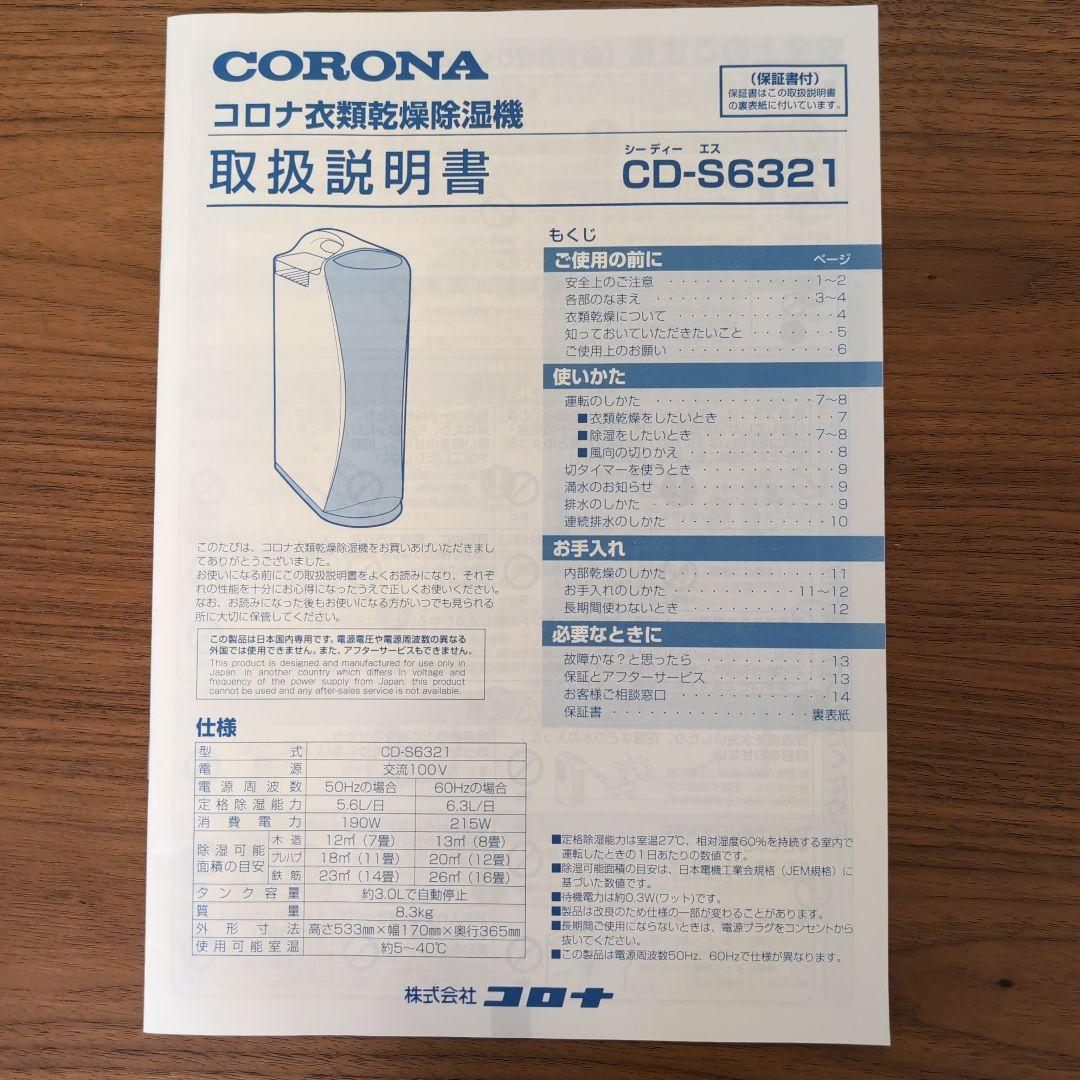 CORONA
コロナ衣類乾燥除湿機
取扱説明書
(保証書付)
保証書はこの取扱説明書
の裏表紙に付いています。
シー ディー エス
CD-S6321
もくじ
ご使用の前に ページ
安全上のご注意 ············ 1〜2
各部のなまえ ············ 3〜4
衣類乾燥について ············ 4
知っておいていただきたいこと ······ 5
ご使用上のお願い ············ 6
使いかた
運転のしかた ············ 7〜8
■衣類乾燥をしたいとき ········ 7
■除湿をしたいとき ········ 7〜8
■風向の切りかえ ············ 8
切タイマーを使うとき ············ 9
満水のお知らせ ············ 9
排水のしかた ············ 9
連続排水のしかた ············ 10
お手入れ
内部乾燥のしかた ············ 11
お手入れのしかた ········ 11〜12
長期間使わないとき ············ 12
必要なときに
故障かな?と思ったら ········ 13
保証とアフターサービス ········ 13
お客様ご相談窓口 ············ 14
保証書 ················ 裏表紙
このたびは、コロナ衣類乾燥除湿機をお買いあげいただきまし
てありがとうございました。
お使いになる前にこの取扱説明書をよくお読みになり、それぞ
れの性能を十分にお心得になったうえで正しくお使いください。
なお、お読みになった後もお使いになる方がいつでも見られる
所に大切に保管してください。
この製品は日本国内専用です。電源電圧や電源周波数の異なる
外国では使用できません。また、アフターサービスもできません。
This product is designed and manufactured for use only in
Japan. In another country which differs in voltage and
frequency of the power supply from Japan, this product
cannot be used and any after-sales service is not available.
仕様
型式 CD-S6321
電源 交流100V
電源周波数 50Hzの場合 60Hzの場合
定格除湿能力 5.6L/日 6.3L/日
消費電力 190W 215W
除湿可能面積の目安 木造 12㎡(7畳) 13㎡(8畳)
プレハブ 18㎡(11畳) 20㎡(12畳)
鉄筋 23㎡(14畳) 26㎡(16畳)
タンク容量 約3.0Lで自動停止
質量 8.3kg
外形寸法 高さ533㎜×幅170㎜×奥行365㎜
使用可能室温 約5〜40℃
■定格除湿能力は室温27℃、相対湿度60%を持続する室内で
運転したときの1日あたりの数値です。
■除湿可能面積の目安は、日本電機工業会規格(JEM規格)に
基づいた数値です。
■待機電力は約0.3W(ワット)です。
■製品は改良のため仕様の一部が変わることがあります。
■長期間ご使用にならないときは、電源プラグをコンセントから
抜いてください。
■この製品は電源周波数50Hz、60Hzで仕様が異なります。
株式会社 コロナ